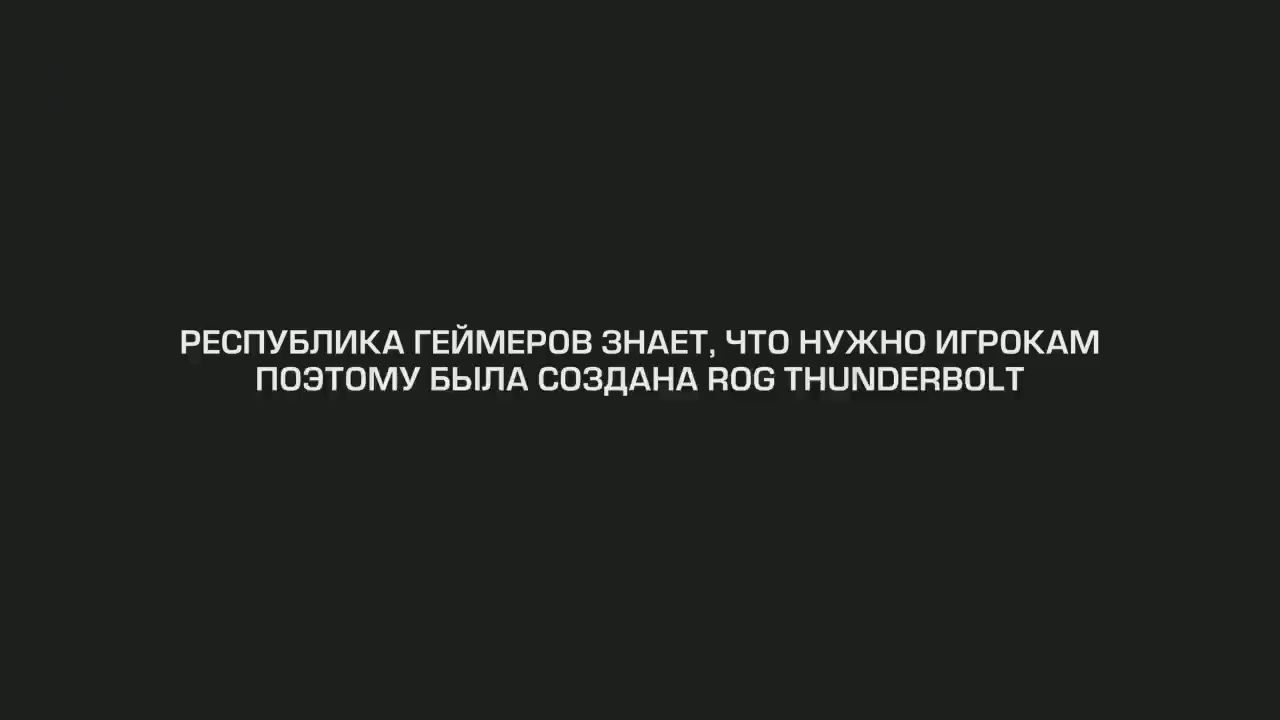 РЕСПУБЛИКА ГЕЙМЕРОВ ЗНАЕТ, ЧТО НУЖНО ИГРОКАМ
ПОЭТОМУ БЫЛА СОЗДАНА ROG THUNDERBOLT